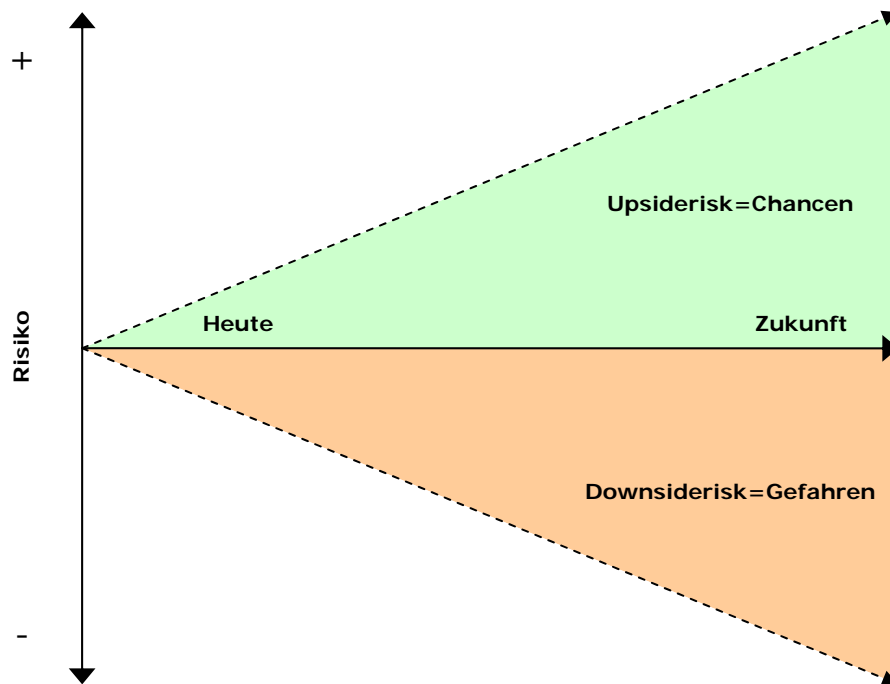 +
Upsiderisk=Chancen
Heute
Zukunft
Risiko
Downsiderisk=Gefahren
-